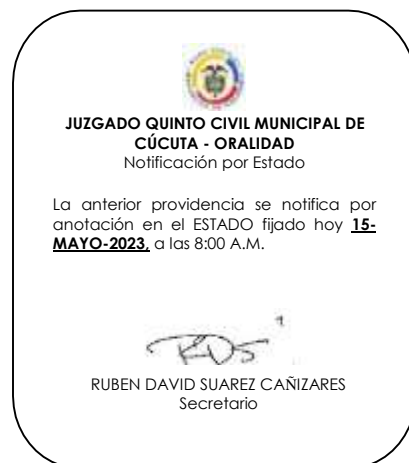 JUZGADO QUINTO CIVIL MUNICIPAL DE
CÚCUTA - ORALIDAD
Notificación por Estado
La anterior providencia se notifica por
anotación en el ESTADO fijado hoy 15-
MAYO-2023, a las 8:00 A.M.
RDS
RUBEN DAVID SUAREZ CAÑIZARES
Secretario